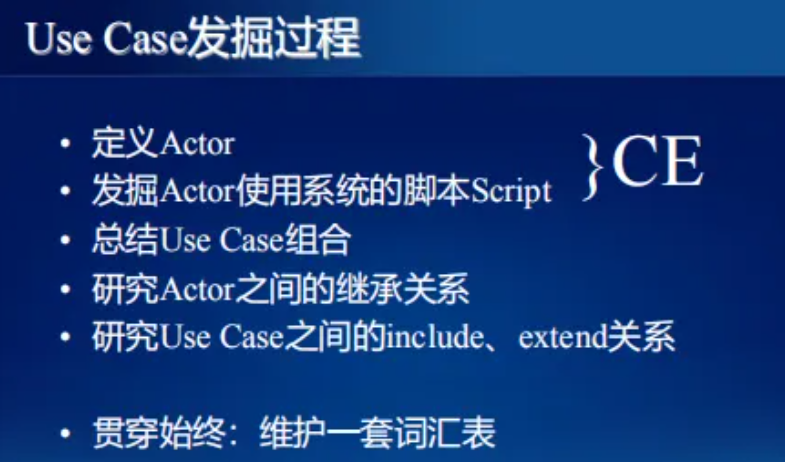 Use Case发掘过程
• 定义Actor
• 发掘Actor使用系统的脚本Script
}CE
• 总结Use Case组合
• 研究Actor之间的继承关系
• 研究Use Case之间的include、extend关系
• 贯穿始终：维护一套词汇表